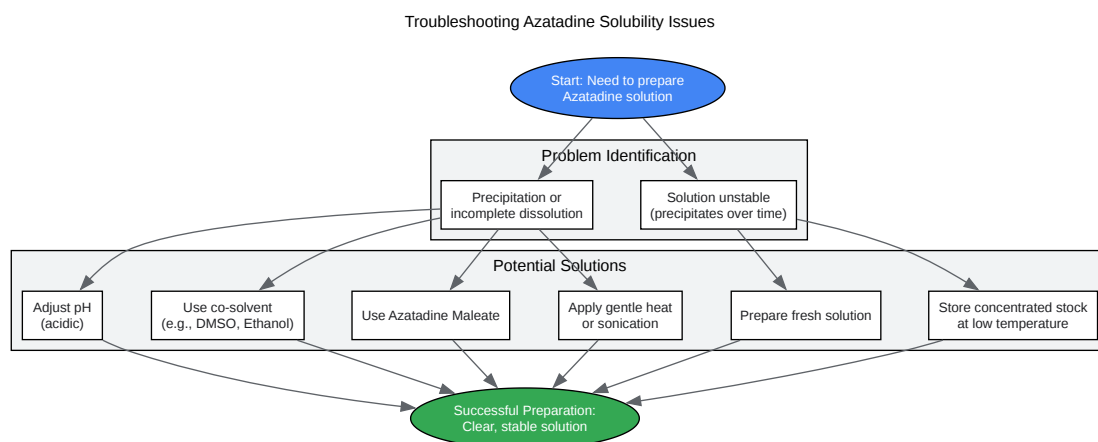 Troubleshooting Azatadine Solubility Issues
Start: Need to prepare
Azatadine solution
Problem Identification
Precipitation or
incomplete dissolution
Solution unstable
(precipitates over time)
Potential Solutions
Adjust pH
(acidic)
Use co-solvent
(e.g., DMSO, Ethanol)
Use Azatadine Maleate
Apply gentle heat
or sonication
Prepare fresh solution
Store concentrated stock
at low temperature
Successful Preparation:
Clear, stable solution